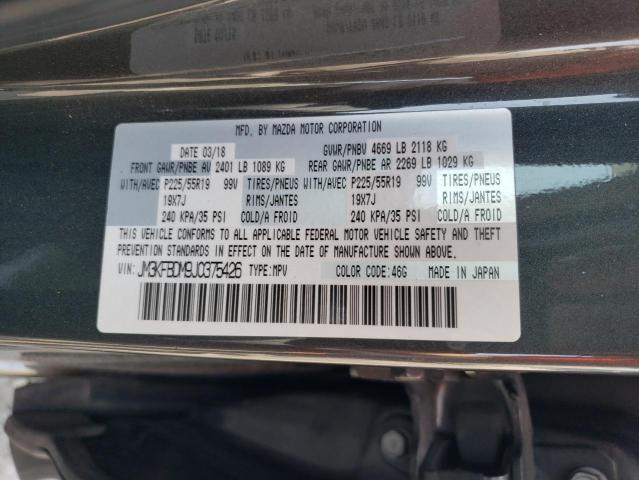 MFD. BY MAZDA MOTOR CORPORATION
DATE 03/18 GVWR/PNBV 4669 LB 2118 KG
FRONT GAWR/PNBE AV 2401 LB 1089 KG REAR GAWR/PNBE AR 2269 LB 1029 KG
WITH/AVEC P225/55R19 99V TIRES/PNEUS WITH/AVEC P225/55R19 99V TIRES/PNEUS
19X7J RIMS/JANTES 19X7J RIMS/JANTES
240 KPA/35 PSI COLD/A FROID 240 KPA/35 PSI COLD/A FROID
THIS VEHICLE CONFORMS TO ALL APPLICABLE FEDERAL MOTOR VEHICLE SAFETY AND THEFT
PREVENTION STANDARDS IN EFFECT ON THE DATE OF MANUFACTURE SHOWN ABOVE.
VIN: JM3KFBDM9J0375426 TYPE:MPV COLOR CODE:46G MADE IN JAPAN